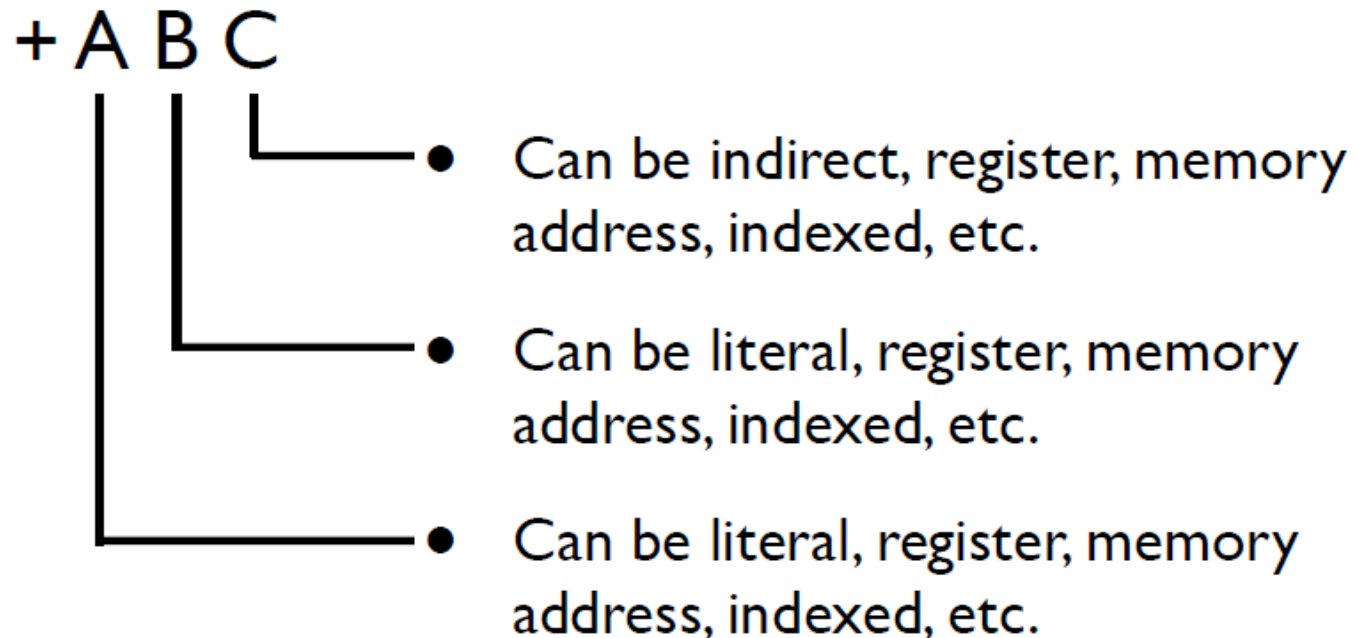 + A B C
● Can be indirect, register, memory
address, indexed, etc.
● Can be literal, register, memory
address, indexed, etc.
● Can be literal, register, memory
address, indexed, etc.